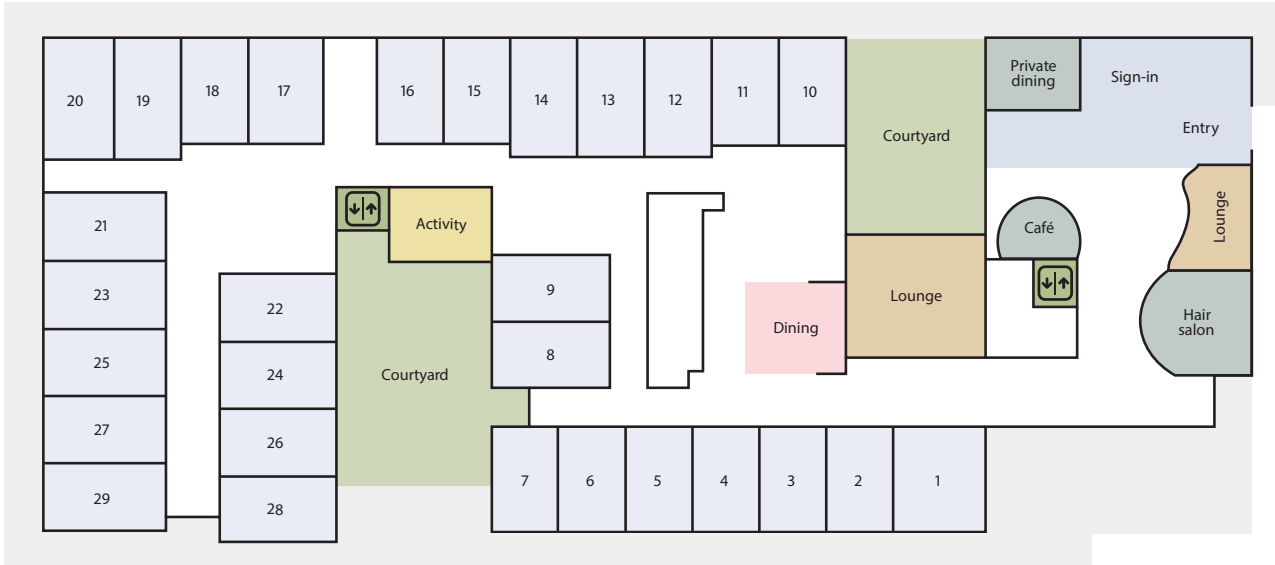 20
19
18
17
16
15
14
13
12
11
10
Courtyard
Private
dining
Sign-in
Entry
21
Activity
Café
Lounge
23
22
9
Lounge
Dining
Hair
salon
25
24
8
Courtyard
27
26
29
28
7
6
5
4
3
2
1